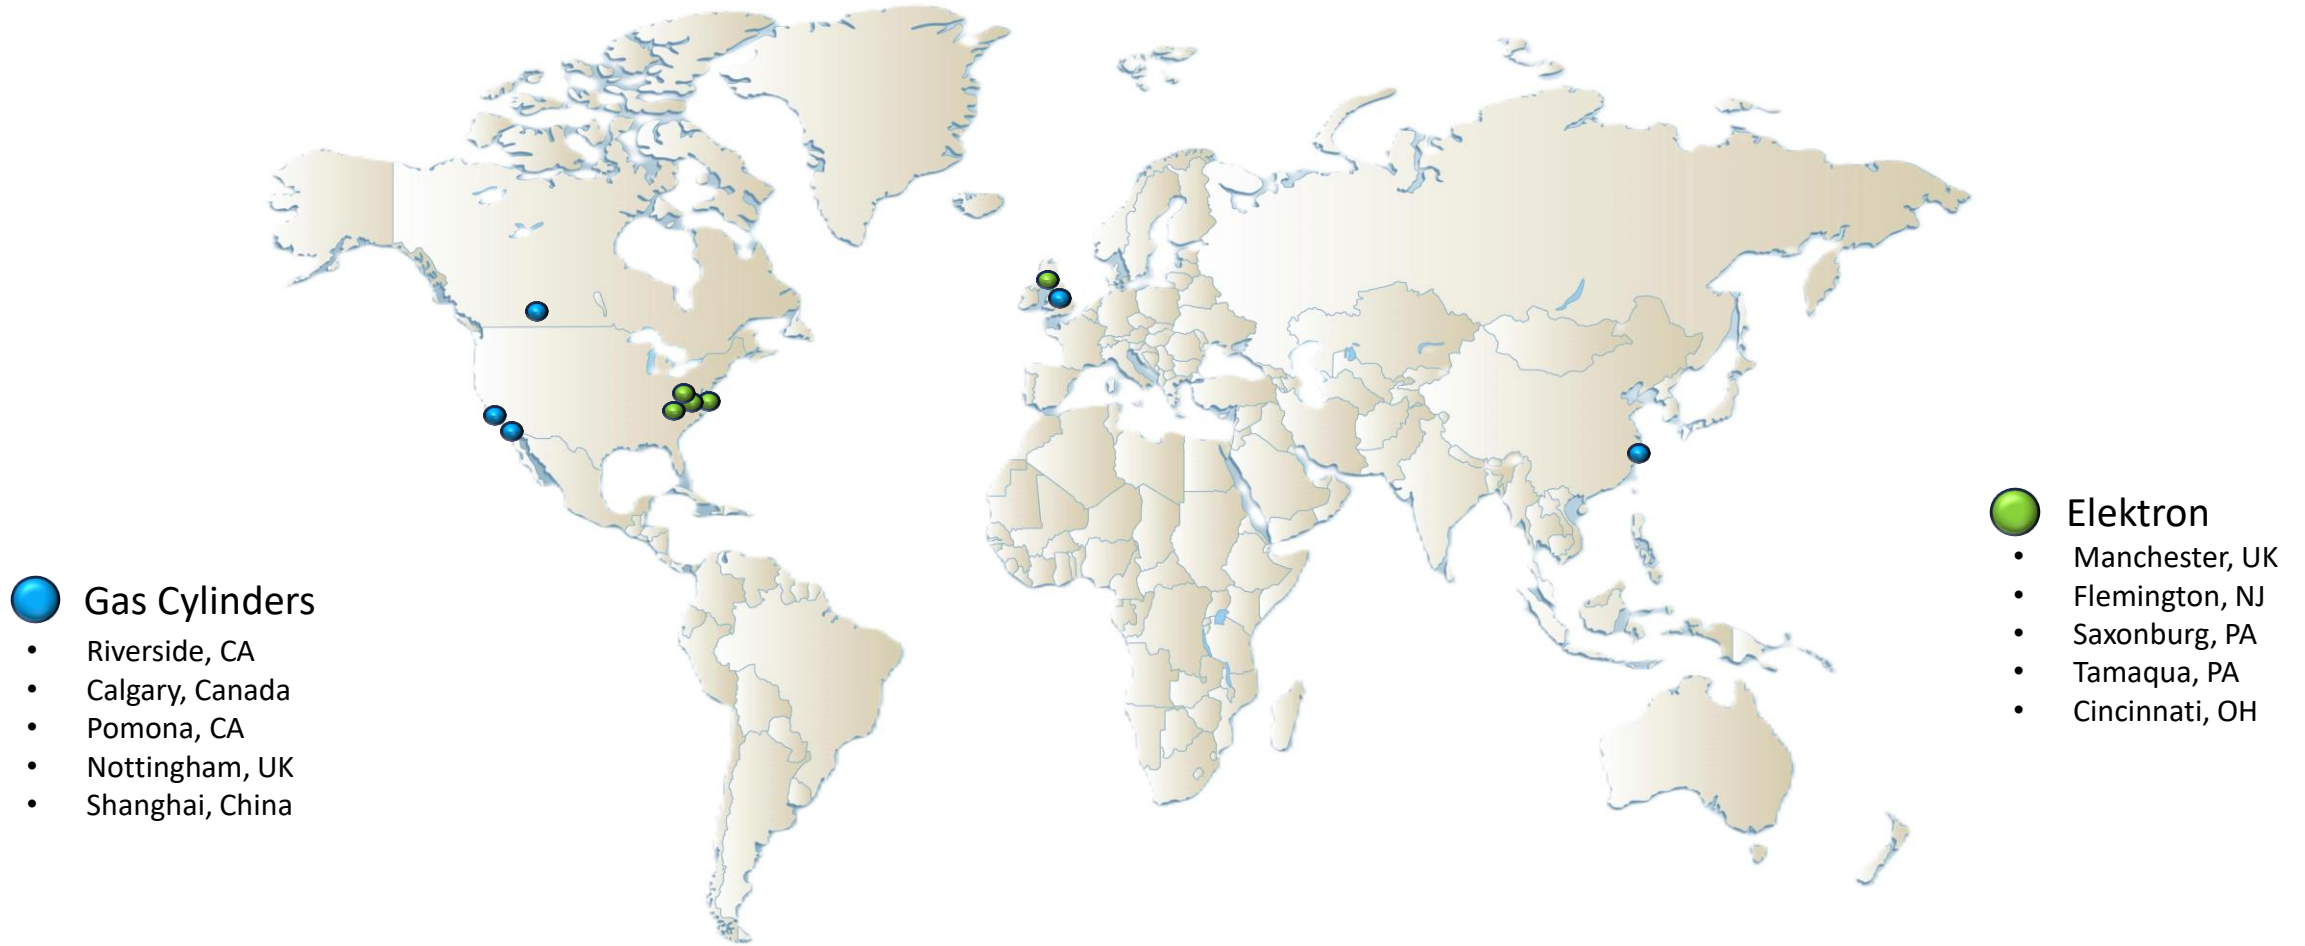 Gas Cylinders
• Riverside, CA
• Calgary, Canada
• Pomona, CA
• Nottingham, UK
• Shanghai, China
Elektron
• Manchester, UK
• Flemington, NJ
• Saxonburg, PA
• Tamaqua, PA
• Cincinnati, OH